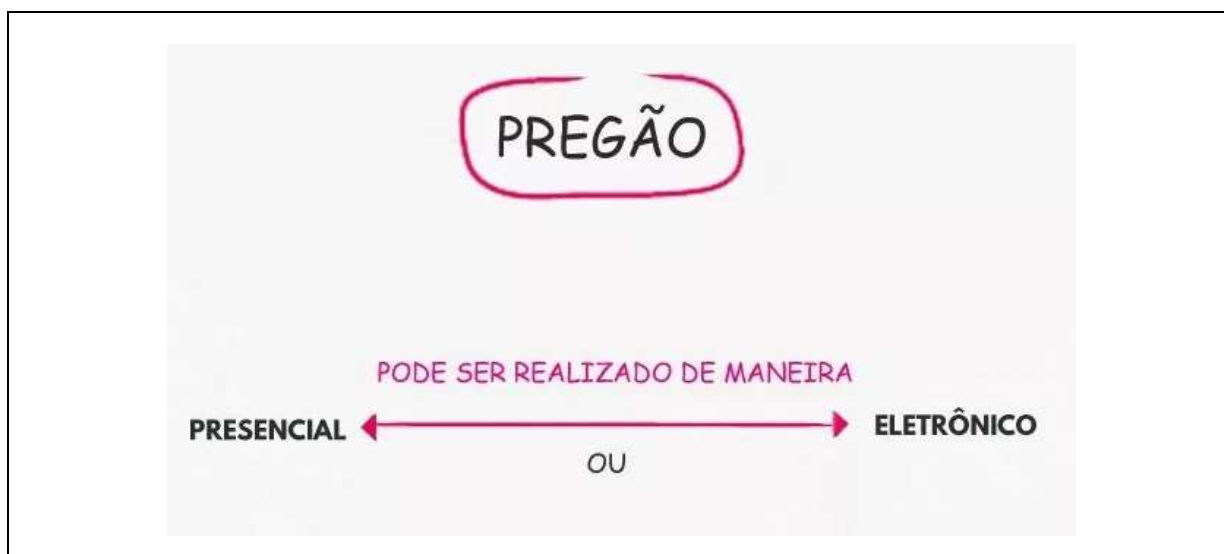 PREGÃO
PODE SER REALIZADO DE MANEIRA
PRESENCIAL ELETRÔNICO
OU